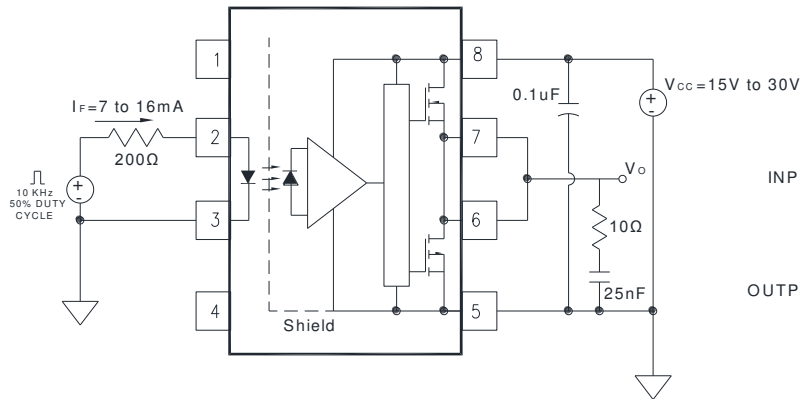 1
8
VCC=15V to 30V
0.1uF
IF=7 to 16mA
2
7
200Ω
VO
INP
10 KHz
50% DUTY
CYCLE
3
6
10Ω
25nF
OUTP
4
5
Shield